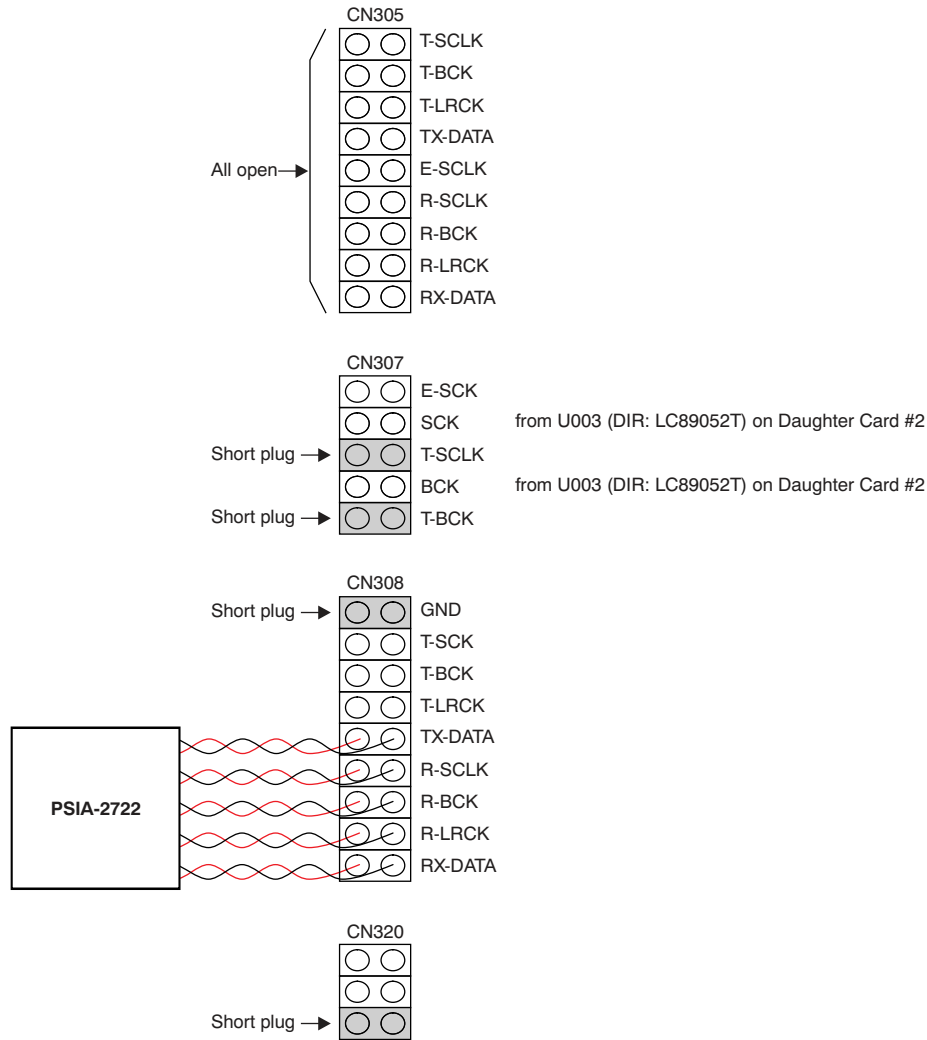 CN305
T-SCLK
T-BCK
T-LRCK
TX-DATA
All open E-SCLK
R-SCLK
R-BCK
R-LRCK
RX-DATA
CN307
E-SCK
SCK from U003 (DIR: LC89052T) on Daughter Card #2
Short plug T-SCLK
BCK from U003 (DIR: LC89052T) on Daughter Card #2
Short plug T-BCK
CN308
Short plug GND
T-SCK
T-BCK
T-LRCK
TX-DATA
R-SCLK
PSIA-2722 R-BCK
R-LRCK
RX-DATA
CN320
Short plug